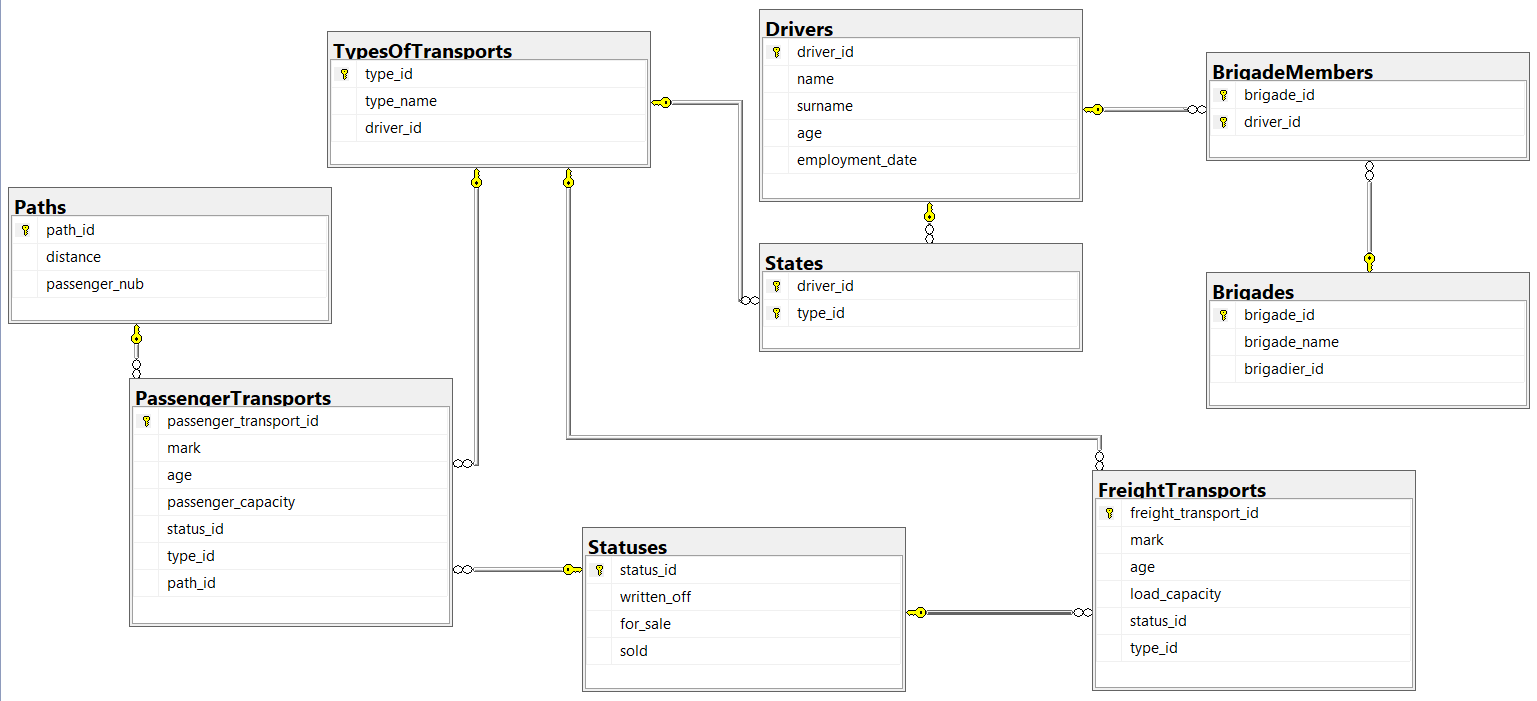 TypesOfTransports
type_id
type_name
driver_id
Drivers
driver_id
name
surname
age
employment_date
BrigadeMembers
brigade_id
driver_id
Paths
path_id
distance
passenger_nub
States
driver_id
type_id
Brigades
brigade_id
brigade_name
brigadier_id
PassengerTransports
passenger_transport_id
mark
age
passenger_capacity
status_id
type_id
path_id
Statuses
status_id
written_off
for_sale
sold
FreightTransports
freight_transport_id
mark
age
load_capacity
status_id
type_id